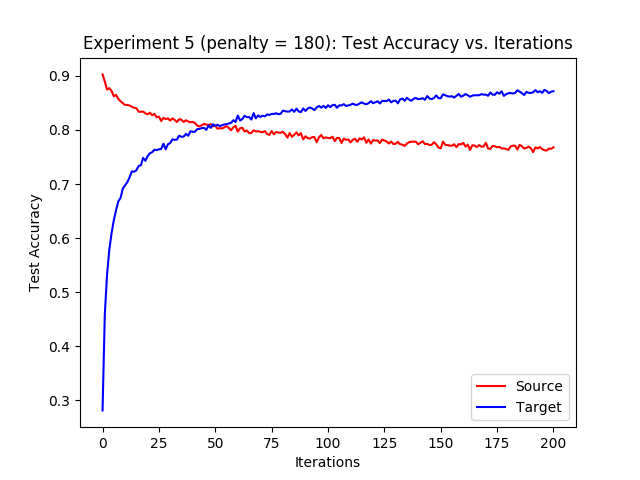 Experiment 5 (penalty = 180): Test Accuracy vs. Iterations
0.9
0.8
0.7
0.6
0.5
0.4
0.3
Test Accuracy
Source
Target
0 25 50 75 100 125 150 175 200
Iterations